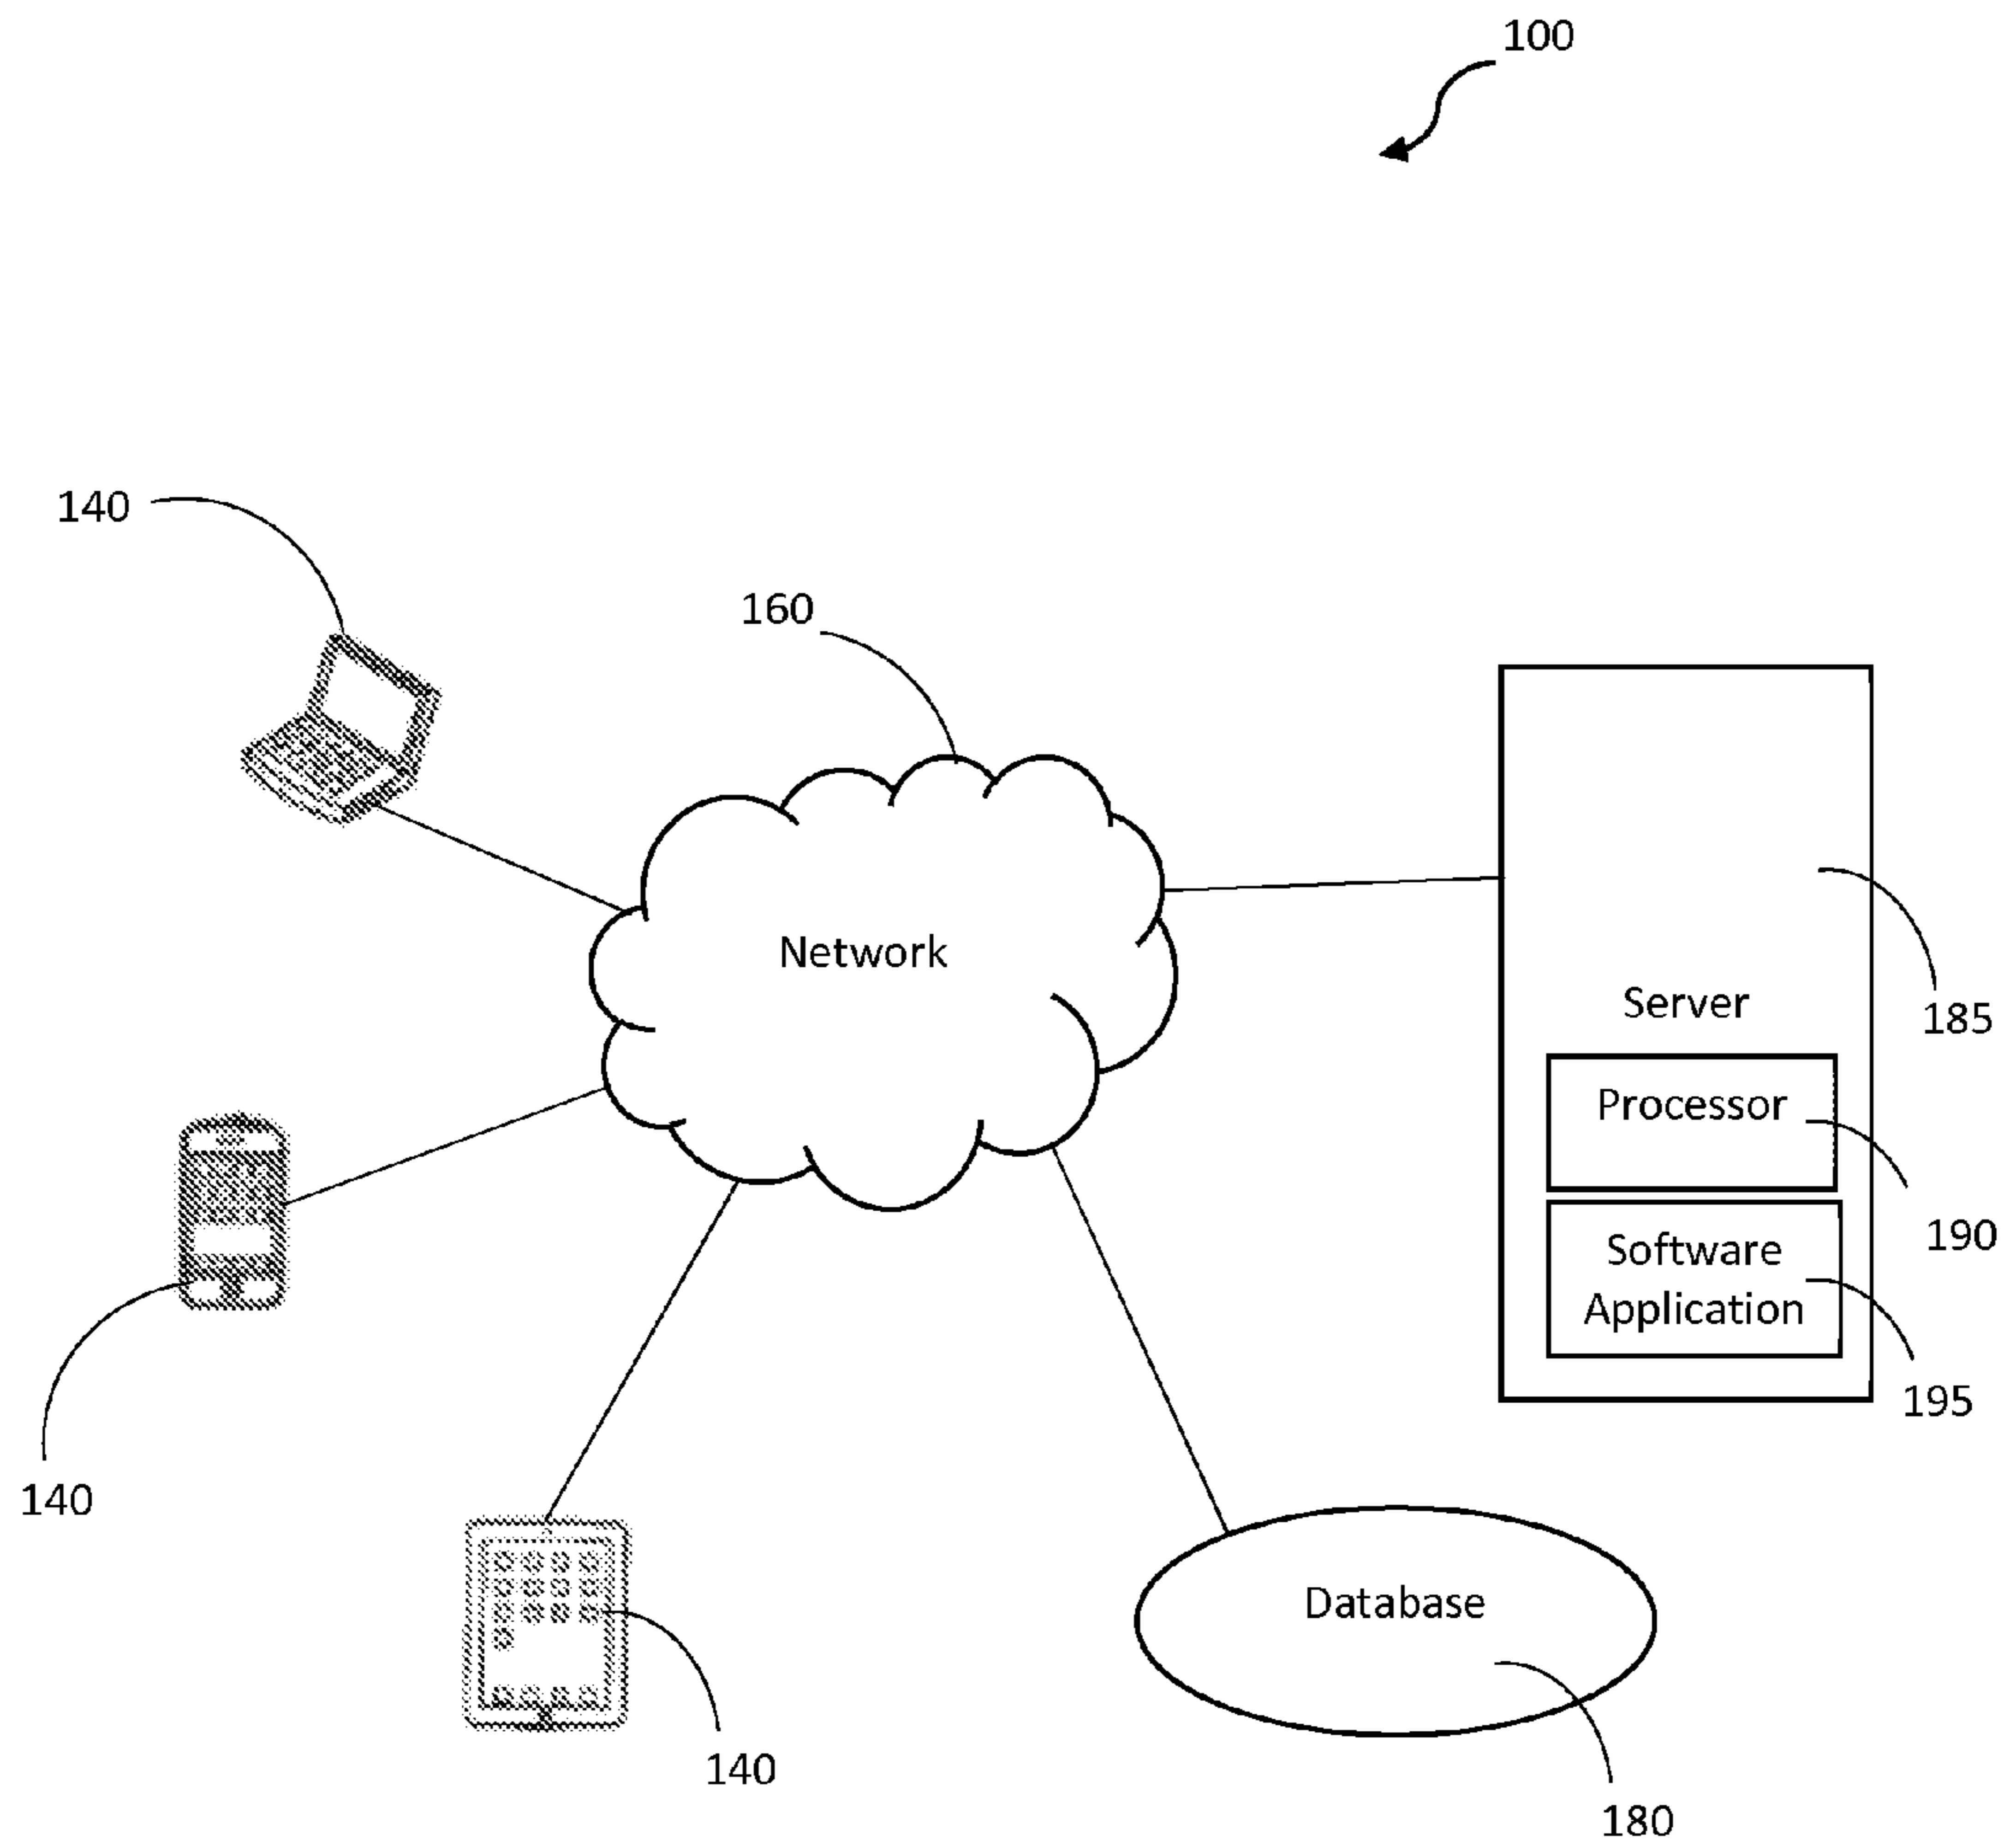 100
140
160
Network
Server
185
Processor
190
Software
Application
195
140
Database
140
180